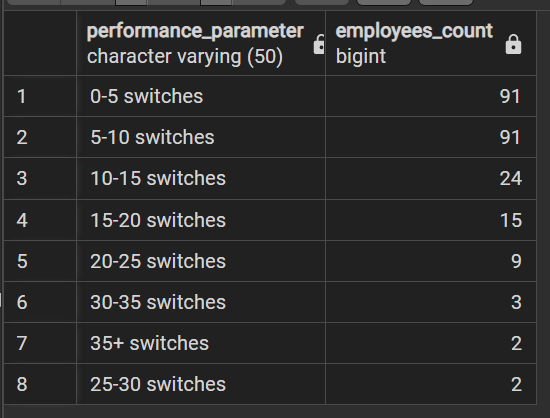 performance_parameter employees_count
character varying (50) bigint
1 0-5 switches 91
2 5-10 switches 91
3 10-15 switches 24
4 15-20 switches 15
5 20-25 switches 9
6 30-35 switches 3
7 35+ switches 2
8 25-30 switches 2